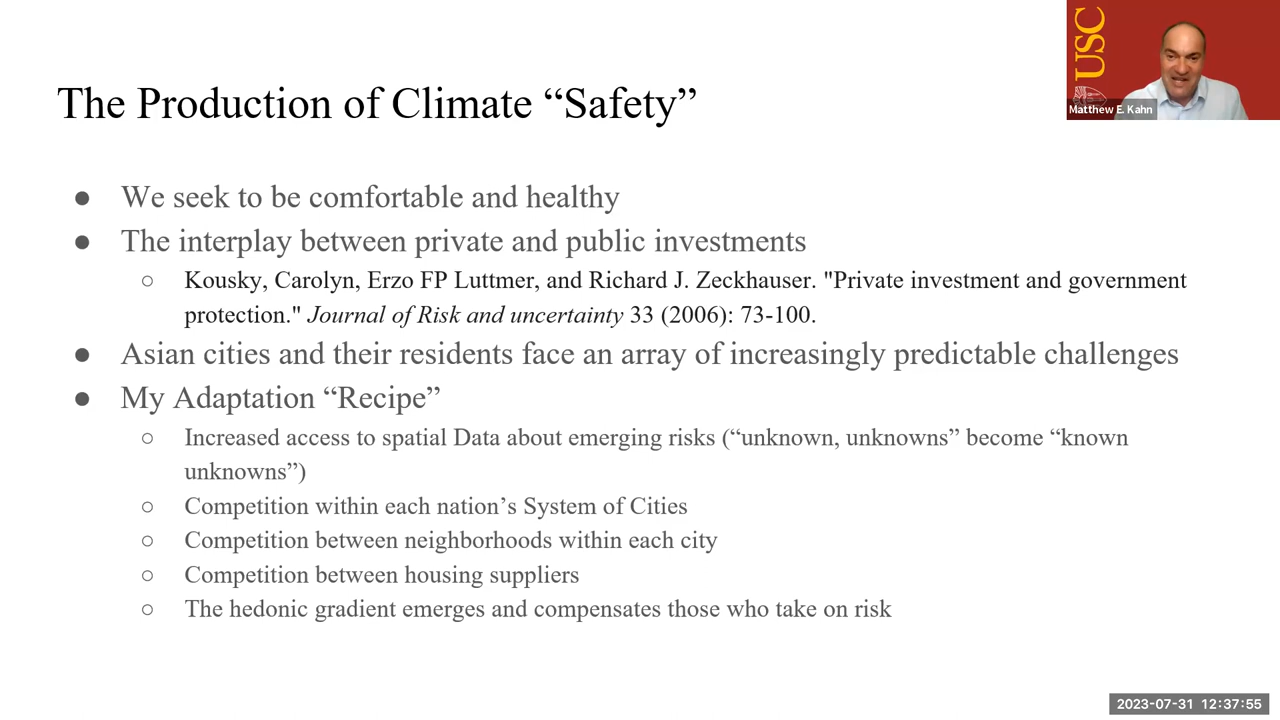 USC
Matthew E. Kahn
The Production of Climate “Safety”
● We seek to be comfortable and healthy
● The interplay between private and public investments
○ Kousky, Carolyn, Erzo FP Luttmer, and Richard J. Zeckhauser. "Private investment and government
protection." Journal of Risk and uncertainty 33 (2006): 73-100.
● Asian cities and their residents face an array of increasingly predictable challenges
● My Adaptation “Recipe”
○ Increased access to spatial Data about emerging risks (“unknown, unknowns” become “known
unknowns”)
○ Competition within each nation’s System of Cities
○ Competition between neighborhoods within each city
○ Competition between housing suppliers
○ The hedonic gradient emerges and compensates those who take on risk
2023-07-31 12:37:55